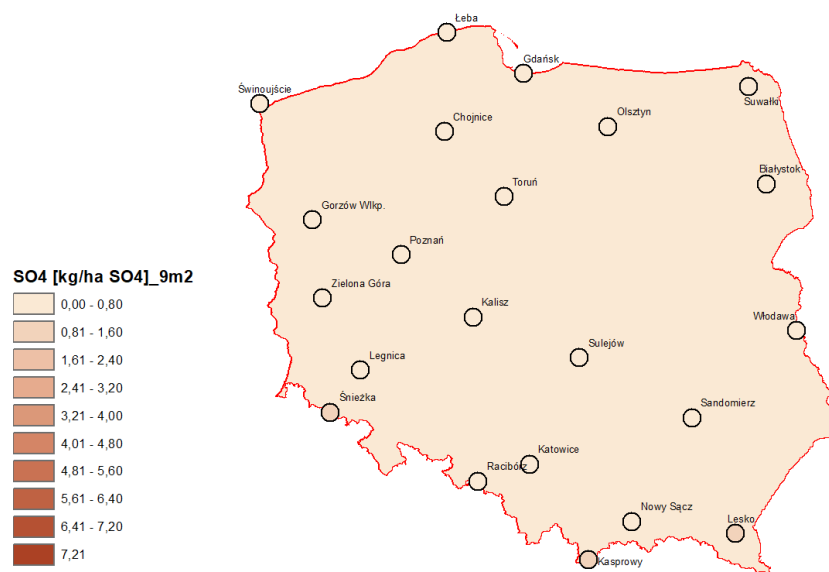 Łeba
Gdańsk
Świnoujście
Suwałki
Chojnice
Olsztyn
Białystok
Toruń
Gorzów Wlkp.
Poznań
SO4 [kg/ha SO4]_9m2
0,00 - 0,80
0,81 - 1,60
1,61 - 2,40
2,41 - 3,20
3,21 - 4,00
4,01 - 4,80
4,81 - 5,60
5,61 - 6,40
6,41 - 7,20
7,21
Zielona Góra
Kalisz
Włodawa
Sulejów
Legnica
Śnieżka
Sandomierz
Katowice
Racibórz
Nowy Sącz
Lesko
Kasprowy